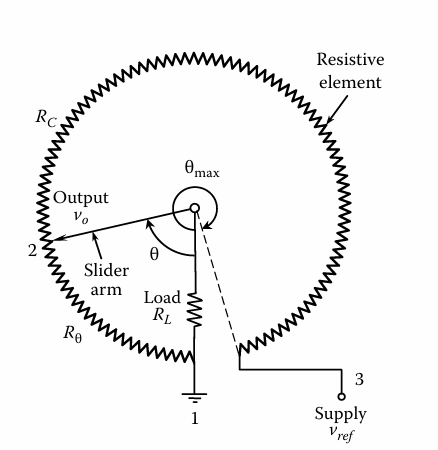 Resistive
element
R_C
θ_max
Output
v_o
2
θ
Slider
arm
Load
R_L
R_θ
3
1
Supply
v_ref